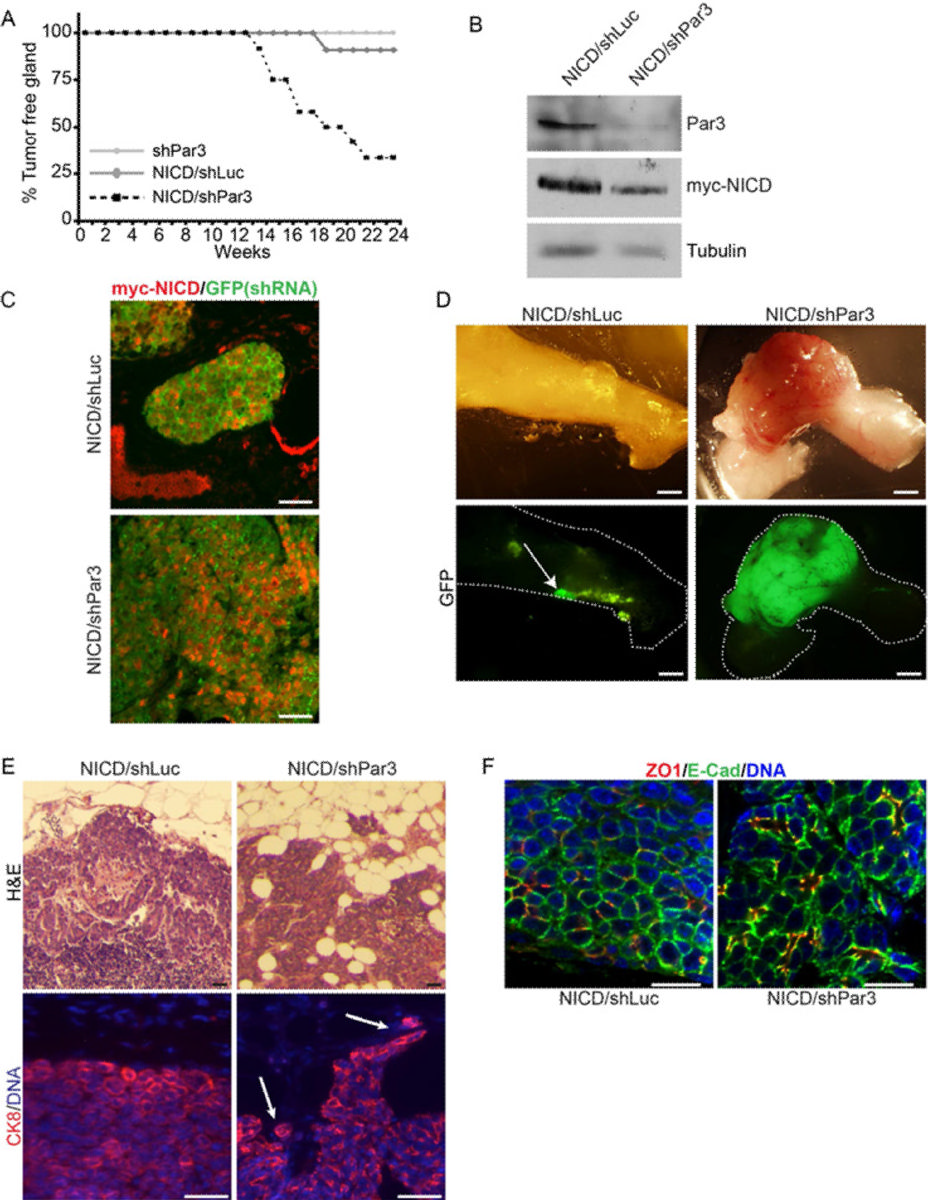 A
100
75
50
25
0
% Tumor free gland
shPar3
NICD/shLuc
NICD/shPar3
0 2 4 6 8 10 12 14 16 18 20 22 24
Weeks
B
NICD/shLuc
NICD/shPar3
Par3
myc-NICD
Tubulin
C
myc-NICD/GFP(shRNA)
NICD/shLuc
NICD/shPar3
D
NICD/shLuc
NICD/shPar3
GFP
E
NICD/shLuc
NICD/shPar3
H&E
CK8/DNA
F
ZO1/E-Cad/DNA
NICD/shLuc
NICD/shPar3